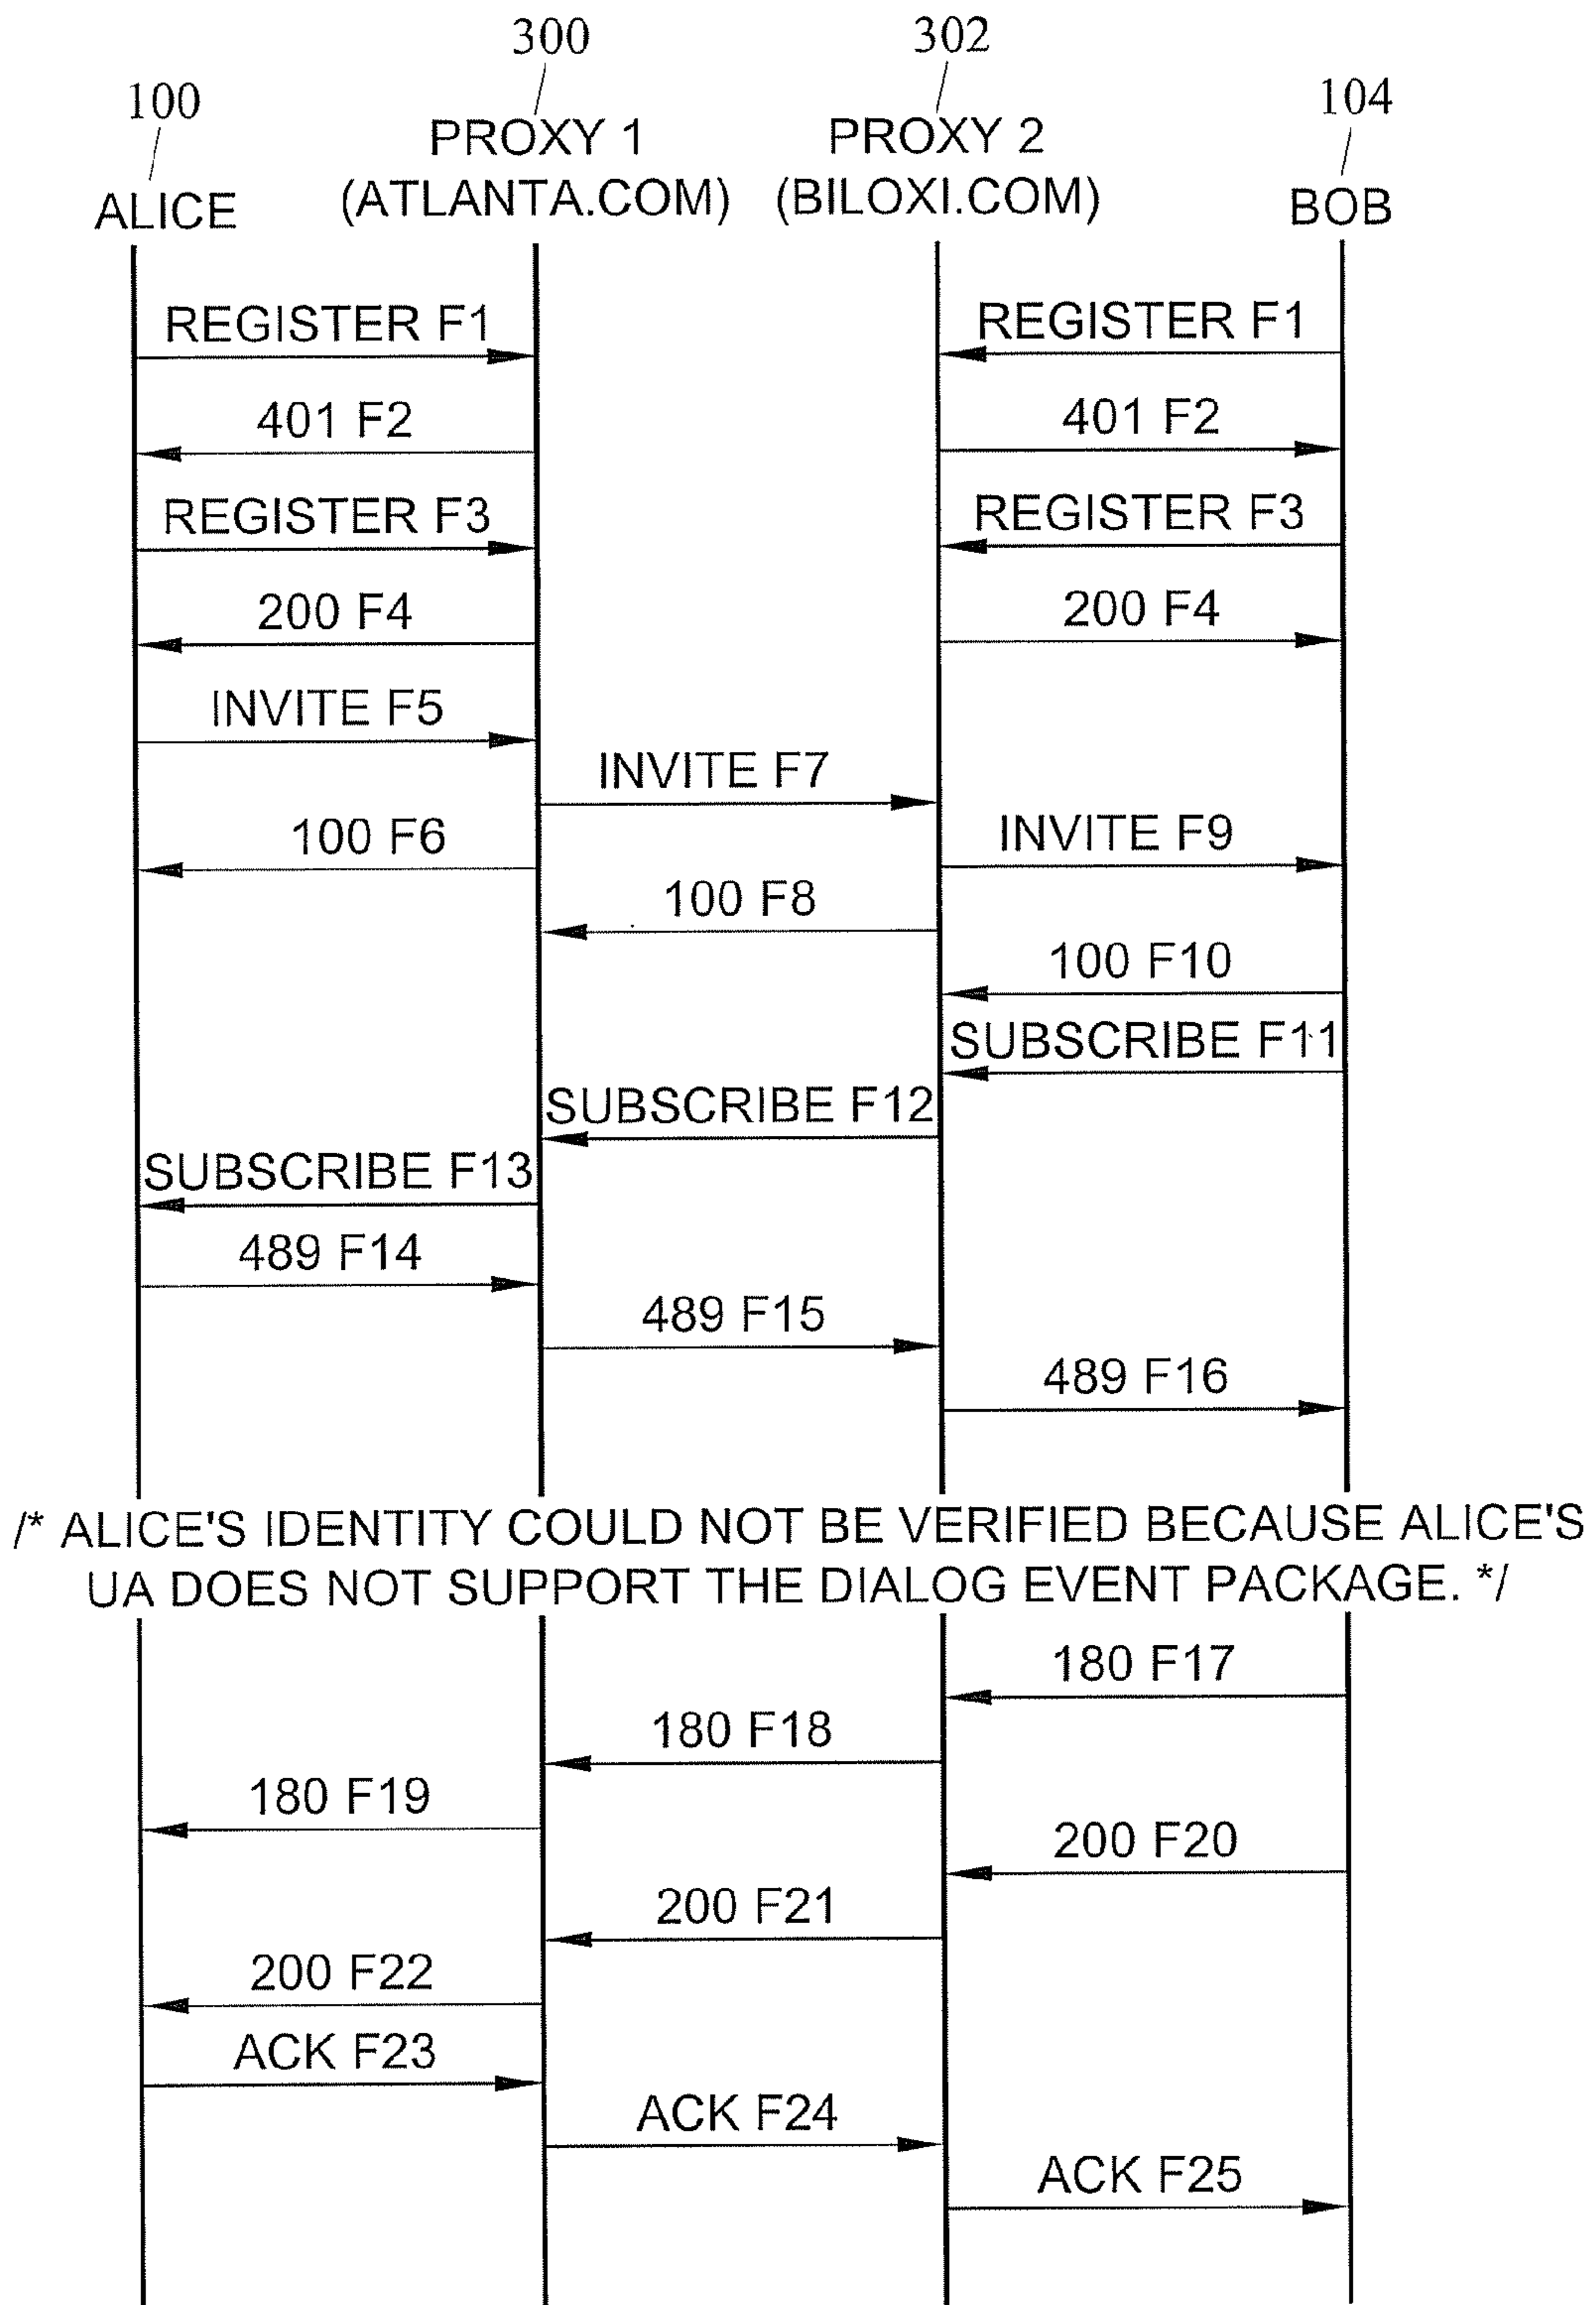 300
302
100
104
PROXY 1
PROXY 2
(ATLANTA.COM)
(BILOXI.COM)
ALICE
BOB
REGISTER F1
REGISTER F1
401 F2
401 F2
REGISTER F3
REGISTER F3
200 F4
200 F4
INVITE F5
INVITE F7
100 F6
INVITE F9
100 F8
100 F10
SUBSCRIBE F11
SUBSCRIBE F12
SUBSCRIBE F13
489 F14
489 F15
489 F16
/* ALICE'S IDENTITY COULD NOT BE VERIFIED BECAUSE ALICE'S
UA DOES NOT SUPPORT THE DIALOG EVENT PACKAGE. */
180 F17
180 F18
180 F19
200 F20
200 F21
200 F22
ACK F23
ACK F24
ACK F25